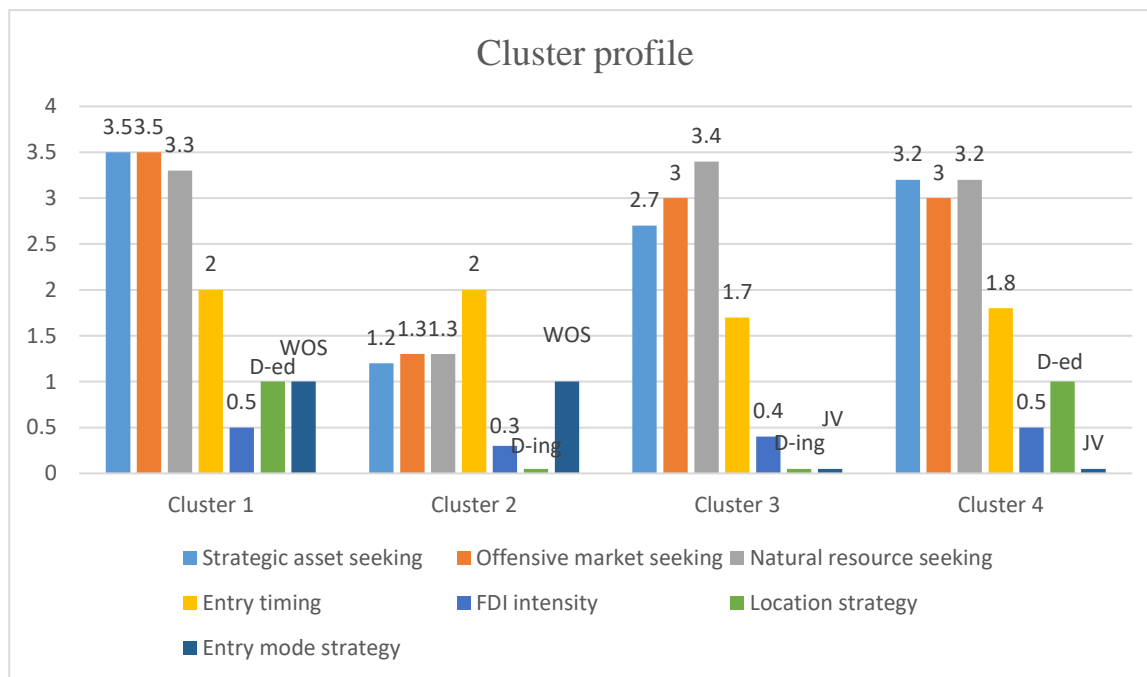 Cluster profile
4
3.5
3
2.5
2
1.5
1
0.5
0
3.5 3.5 3.3 2 0.5 D-ed WOS
1.2 1.3 1.3 2 0.3 D-ing WOS
2.7 3 3.4 1.7 0.4 D-ing JV
3.2 3 3.2 1.8 0.5 D-ed JV
Cluster 1 Cluster 2 Cluster 3 Cluster 4
Strategic asset seeking Offensive market seeking Natural resource seeking
Entry timing FDI intensity Location strategy
Entry mode strategy